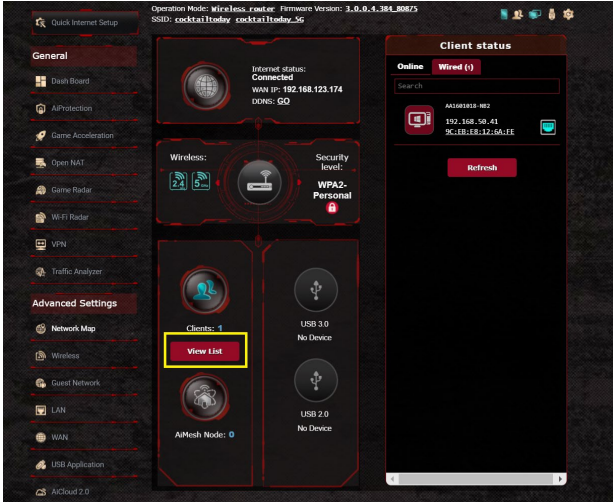 Operation Mode: Wireless router Firmware Version: 3.0.0.4.384_80875
SSID: cocktailtoday cocktailtoday_5G
Quick Internet Setup
General
Dash Board
AiProtection
Game Acceleration
Open NAT
Game Radar
Wi-Fi Radar
VPN
Traffic Analyzer
Advanced Settings
Network Map
Wireless
Guest Network
LAN
WAN
USB Application
AiCloud 2.0
Internet status:
Connected
WAN IP: 192.168.123.174
DDNS: GO
Wireless:
2.4
5
Security
level:
WPA2-
Personal
Clients: 1
View List
AiMesh Node: 0
USB 3.0
No Device
USB 2.0
No Device
Client status
Online
Wired (1)
Search
AA1601018-NB2
192.168.50.41
9C:EB:E8:12:6A:FE
Refresh